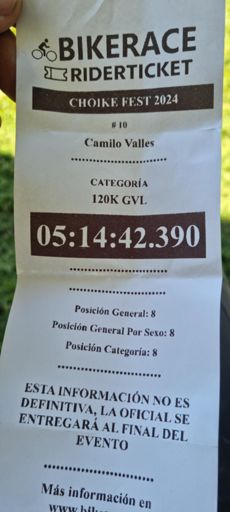 BIKERACE
RIDERTICKET
CHOIKE FEST 2024
# 10
Camilo Valles
CATEGORÍA
120K GVL
05:14:42.390
Posición General: 8
Posición General Por Sexo: 8
Posición Categoría: 8
ESTA INFORMACIÓN NO ES
DEFINITIVA, LA OFICIAL SE
ENTREGARÁ AL FINAL DEL
EVENTO
Más información en